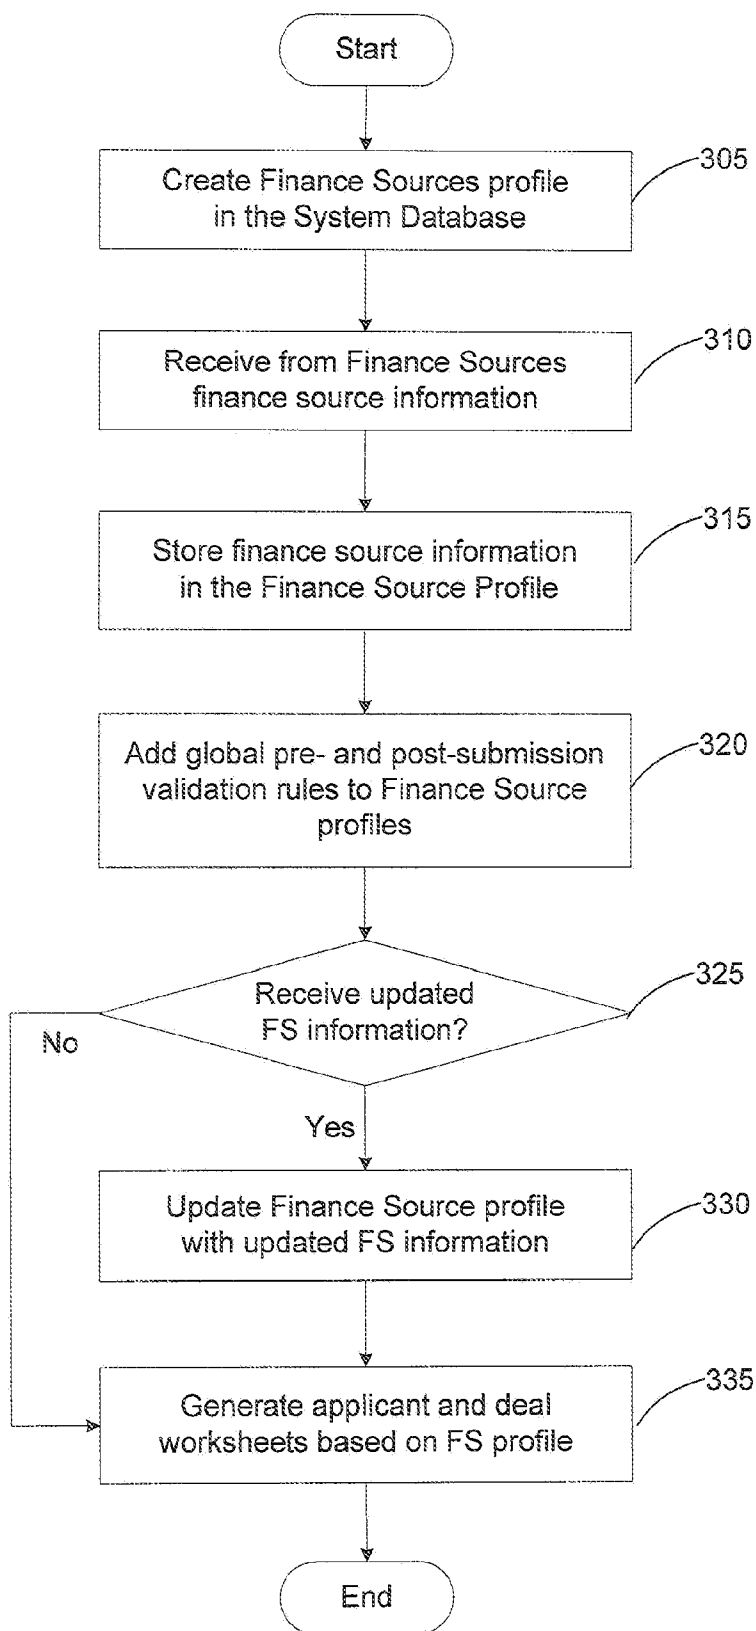 Start
305
Create Finance Sources profile
in the System Database
310
Receive from Finance Sources
finance source information
315
Store finance source information
in the Finance Source Profile
320
Add global pre- and post-submission
validation rules to Finance Source
profiles
325
Receive updated
FS information?
No
Yes
330
Update Finance Source profile
with updated FS information
335
Generate applicant and deal
worksheets based on FS profile
End